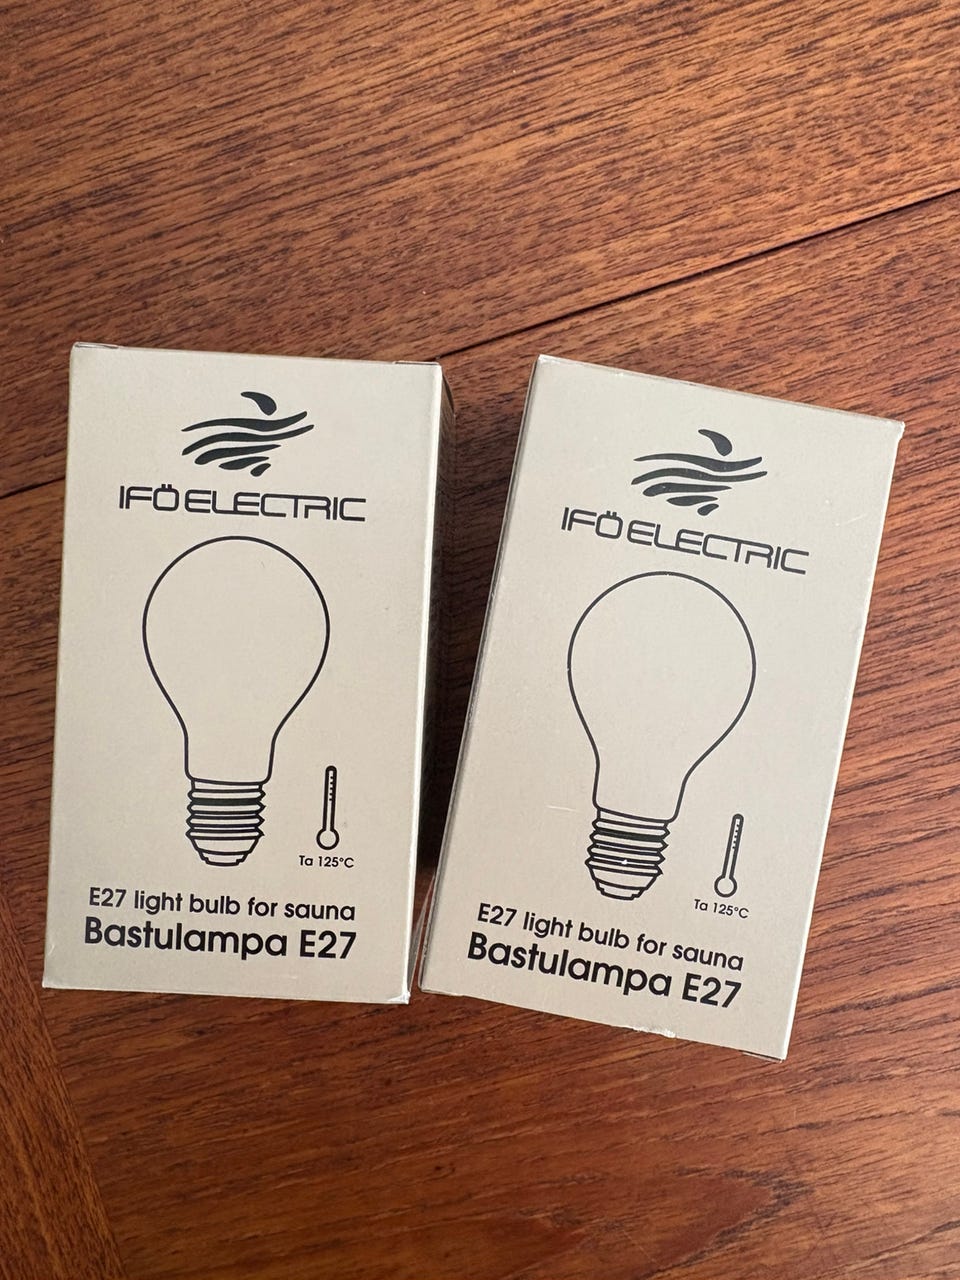 IFÖ ELECTRIC
Ta 125°C
E27 light bulb for sauna
Bastulampa E27
IFÖ ELECTRIC
Ta 125°C
E27 light bulb for sauna
Bastulampa E27